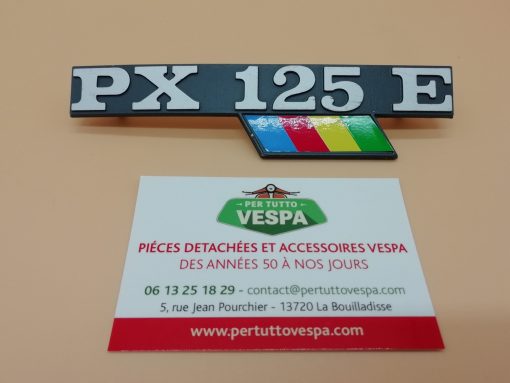 PX 125 E
PER TUTTO
VESPA
PIÉCES DETACHÉES ET ACCESSOIRES VESPA
DES ANNÉES 50 À NOS JOURS
06 13 25 18 29 - contact@pertuttovespa.com
5, rue Jean Pourchier - 13720 La Bouilladisse
www.pertuttovespa.com